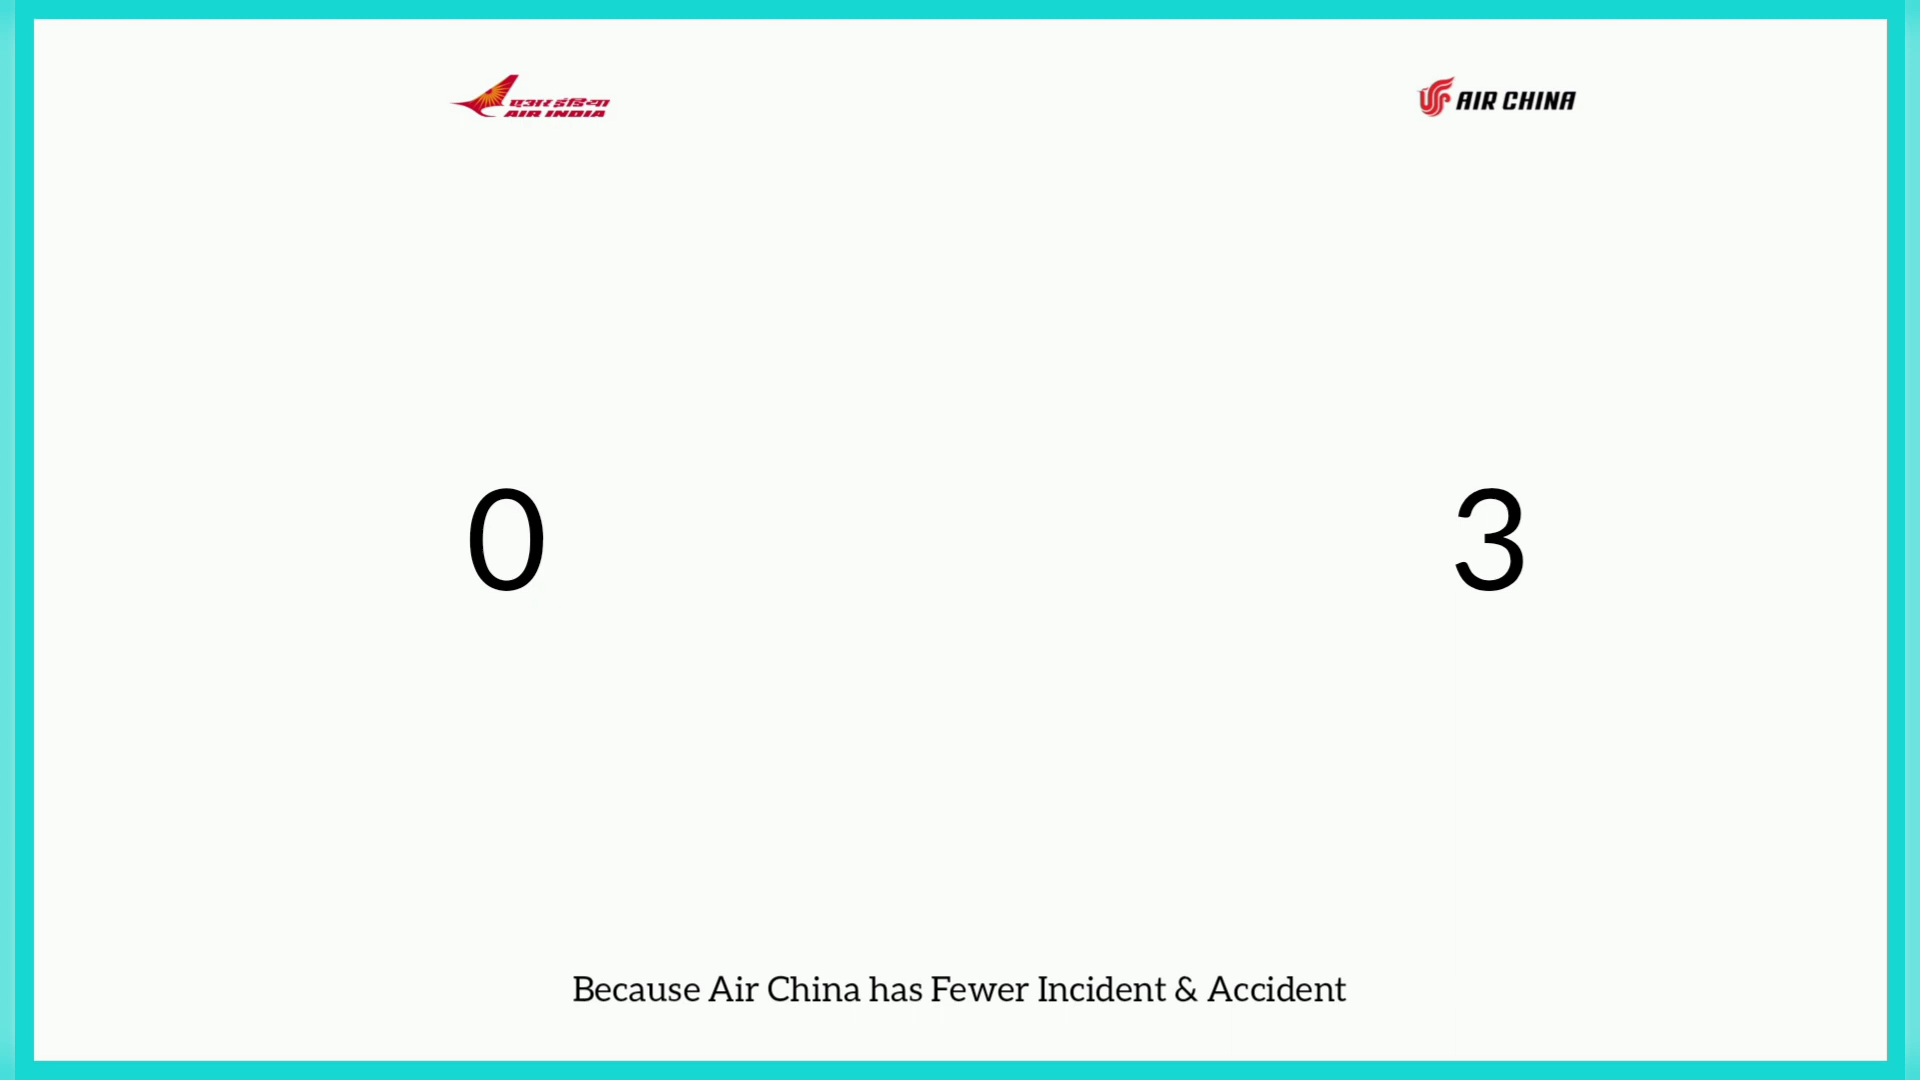 एअर इंडिया
AIR INDIA
AIR CHINA
0
3
Because Air China has Fewer Incident & Accident